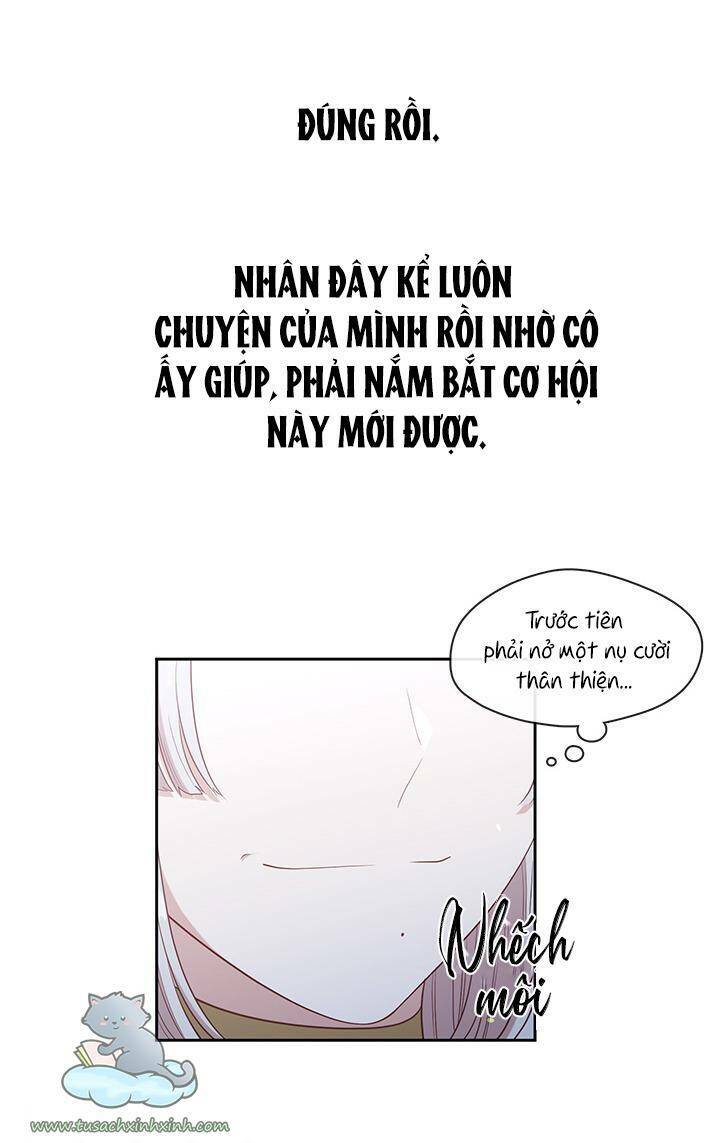 ĐÚNG RỒI.
NHÂN ĐÂY KỂ LUÔN
CHUYỆN CỦA MÌNH RỒI NHỜ CÔ
ẤY GIÚP, PHẢI NẮM BẮT CƠ HỘI
NÀY MỚI ĐƯỢC.
Trước tiên
phải nở một nụ cười
thân thiện...
Nhếch
môi
www.tusachxinhxinh.com